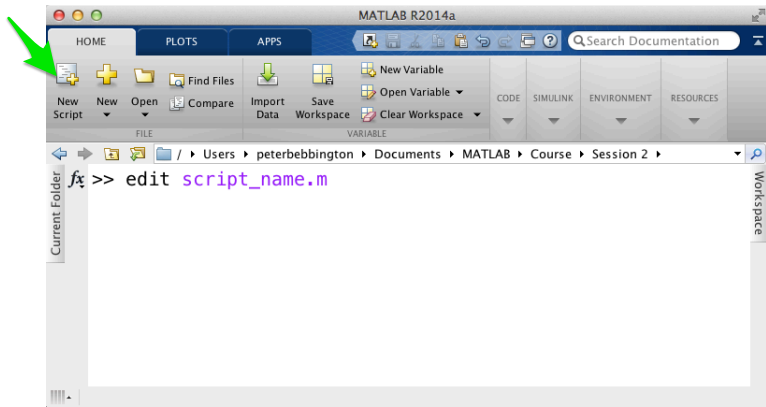 MATLAB R2014a
HOME PLOTS APPS Search Documentation
New Script
New
Open
Find Files
Compare
Import Data
Save Workspace
New Variable
Open Variable
Clear Workspace
CODE SIMULINK ENVIRONMENT RESOURCES
FILE VARIABLE
/ Users peterbebbington Documents MATLAB Course Session 2
Current Folder
fx >> edit script_name.m
Workspace